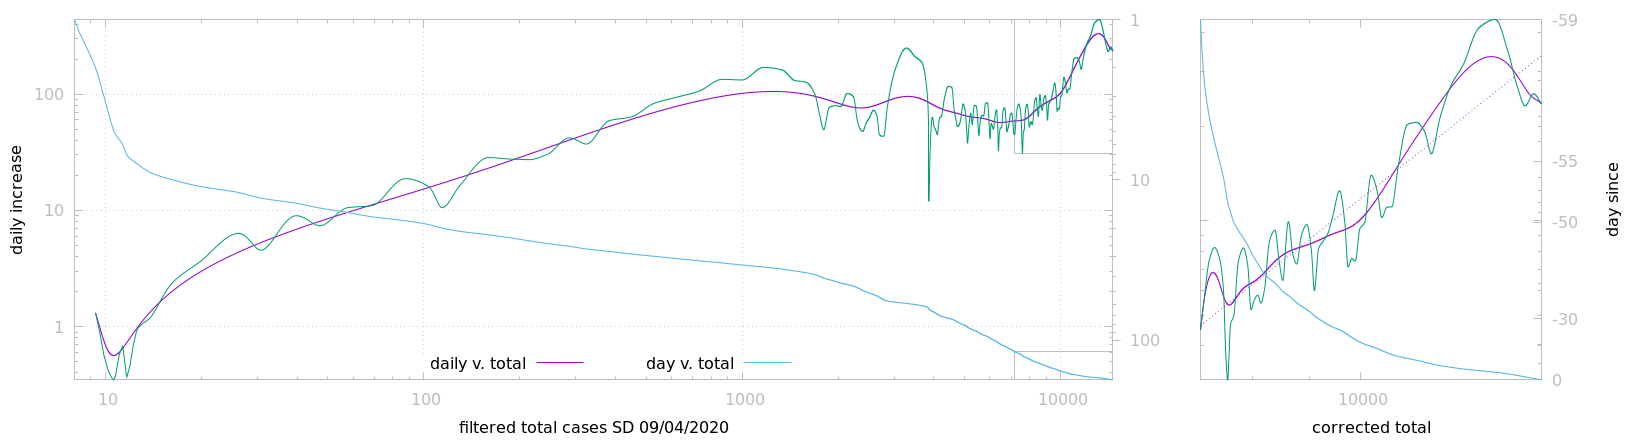 100
10
1
daily increase
1
10
100
daily v. total
day v. total
10
100
1000
10000
filtered total cases SD 09/04/2020
-59
-55
-50
-30
0
day since
10000
corrected total